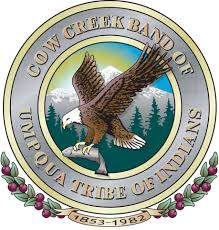 COW CREEK BAND OF
UMPQUA TRIBE OF INDIANS
1853-1982